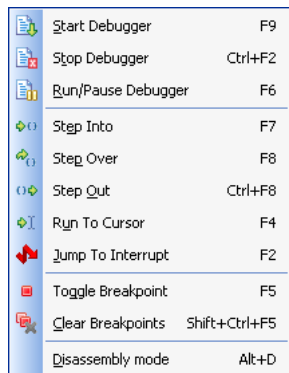 Start Debugger F9
Stop Debugger Ctrl+F2
Run/Pause Debugger F6
Step Into F7
Step Over F8
Step Out Ctrl+F8
Run To Cursor F4
Jump To Interrupt F2
Toggle Breakpoint F5
Clear Breakpoints Shift+Ctrl+F5
Disassembly mode Alt+D